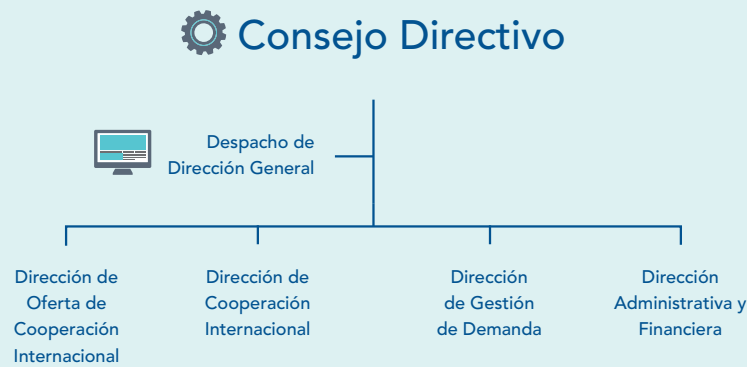 Consejo Directivo
Despacho de
Dirección General
Dirección de
Oferta de
Cooperación
Internacional
Dirección de
Cooperación
Internacional
Dirección
de Gestión
de Demanda
Dirección
Administrativa y
Financiera